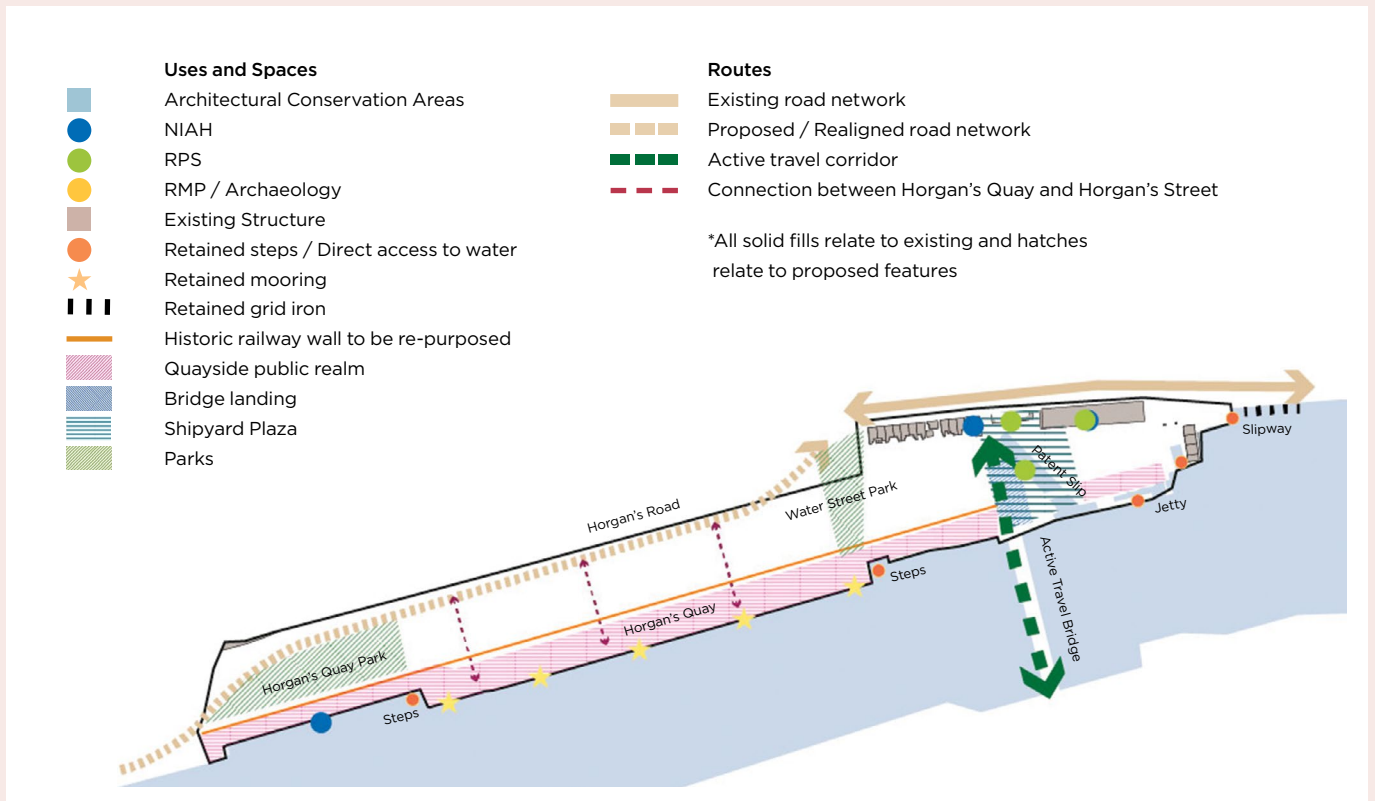 Uses and Spaces
Architectural Conservation Areas
NIAH
RPS
RMP / Archaeology
Existing Structure
Retained steps / Direct access to water
Retained mooring
Retained grid iron
Historic railway wall to be re-purposed
Quayside public realm
Bridge landing
Shipyard Plaza
Parks
Routes
Existing road network
Proposed / Realigned road network
Active travel corridor
Connection between Horgan’s Quay and Horgan’s Street
*All solid fills relate to existing and hatches
relate to proposed features
Slipway
Patent Slip
Water Street Park
Horgan’s Road
Jetty
Active Travel Bridge
Steps
Horgan’s Quay
Horgan’s Quay Park
Steps